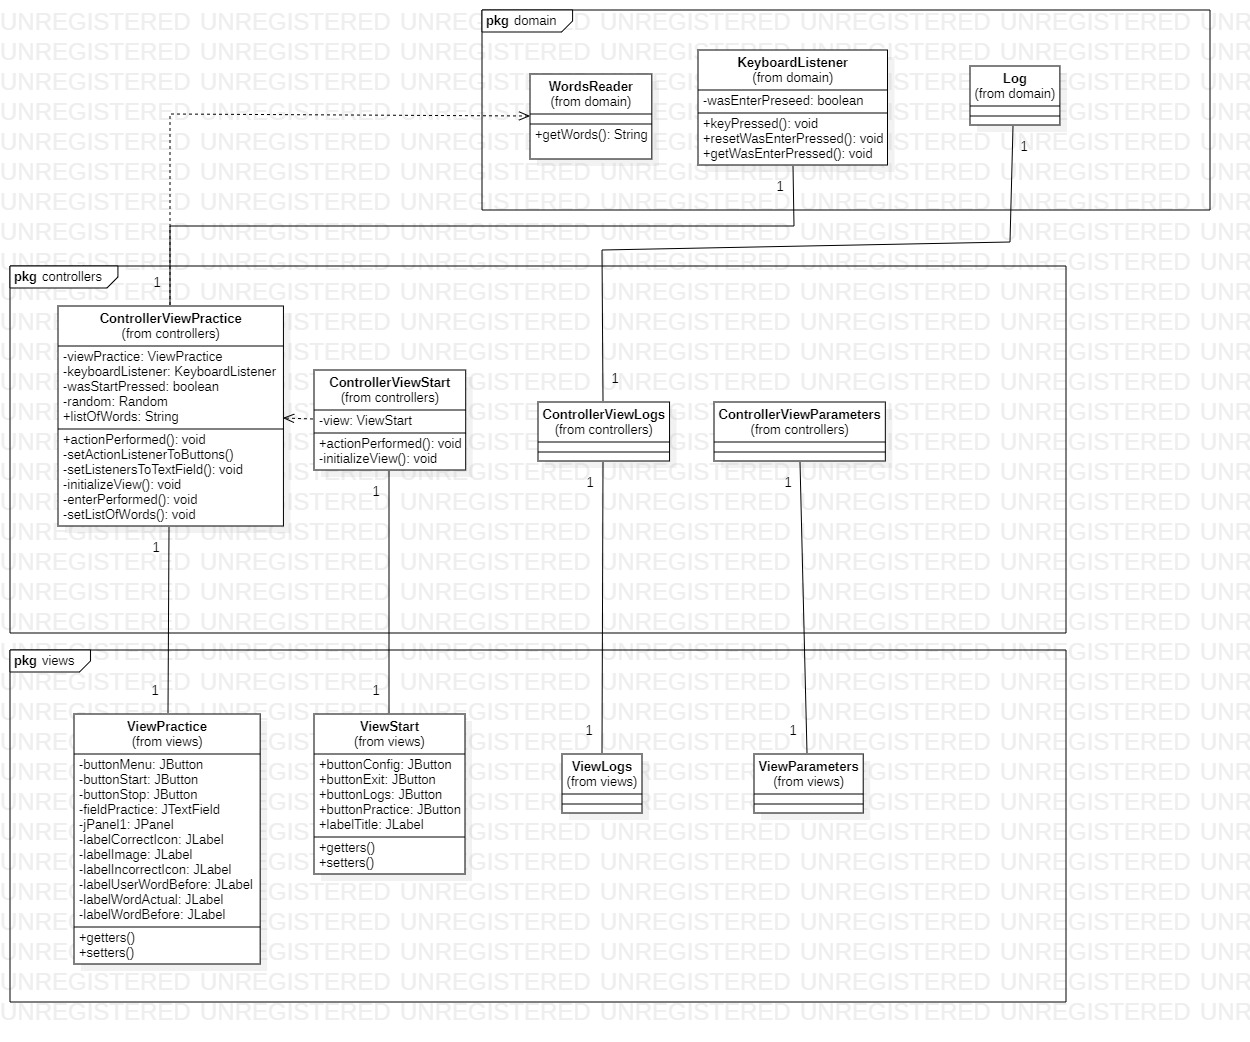 pkg domain
WordsReader
(from domain)
+getWords(): String
KeyboardListener
(from domain)
-wasEnterPreseed: boolean
+keyPressed(): void
+resetWasEnterPressed(): void
+getWasEnterPressed(): void
Log
(from domain)
1
1
pkg controllers
1
ControllerViewPractice
(from controllers)
-viewPractice: ViewPractice
-keyboardListener: KeyboardListener
-wasStartPressed: boolean
-random: Random
+listOfWords: String
+actionPerformed(): void
-setActionListenerToButtons()
-setListenersToTextField(): void
-initializeView(): void
-enterPerformed(): void
-setListOfWords(): void
1
ControllerViewStart
(from controllers)
-view: ViewStart
+actionPerformed(): void
-initializeView(): void
1
1
ControllerViewLogs
(from controllers)
1
ControllerViewParameters
(from controllers)
1
pkg views
1
ViewPractice
(from views)
-buttonMenu: JButton
-buttonStart: JButton
-buttonStop: JButton
-fieldPractice: JTextField
-jPanel1: JPanel
-labelCorrectIcon: JLabel
-labelImage: JLabel
-labelIncorrectIcon: JLabel
-labelUserWordBefore: JLabel
-labelWordActual: JLabel
-labelWordBefore: JLabel
+getters()
+setters()
1
ViewStart
(from views)
+buttonConfig: JButton
+buttonExit: JButton
+buttonLogs: JButton
+buttonPractice: JButton
+labelTitle: JLabel
+getters()
+setters()
1
ViewLogs
(from views)
1
ViewParameters
(from views)
UNREGISTERED